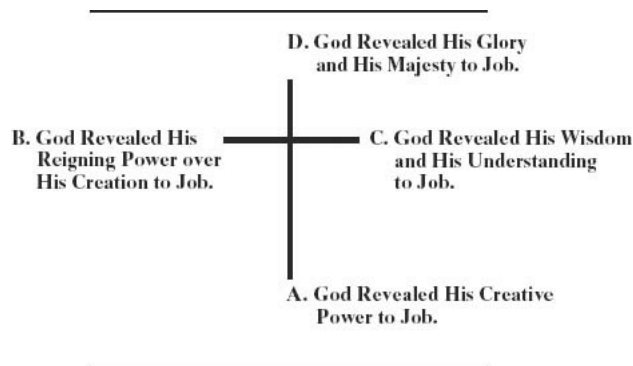 D. God Revealed His Glory
and His Majesty to Job.
B. God Revealed His
Reigning Power over
His Creation to Job.
C. God Revealed His Wisdom
and His Understanding
to Job.
A. God Revealed His Creative
Power to Job.